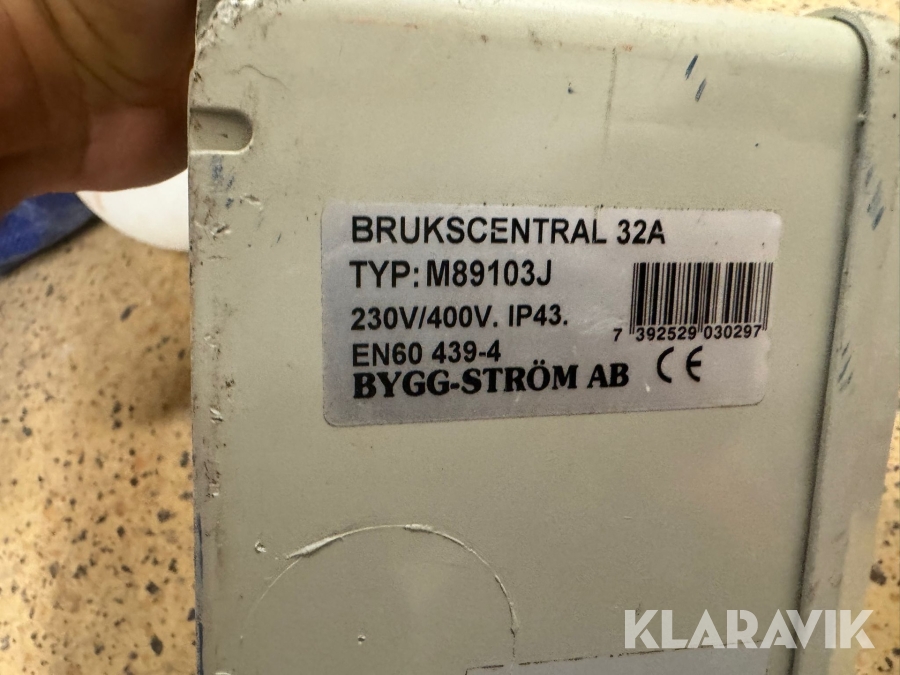 BRUKSCENTRAL 32A
TYP: M89103J
230V/400V. IP43.
7 392529 030297
EN60 439-4
BYGG-STRÖM AB CE
KLARAVIK